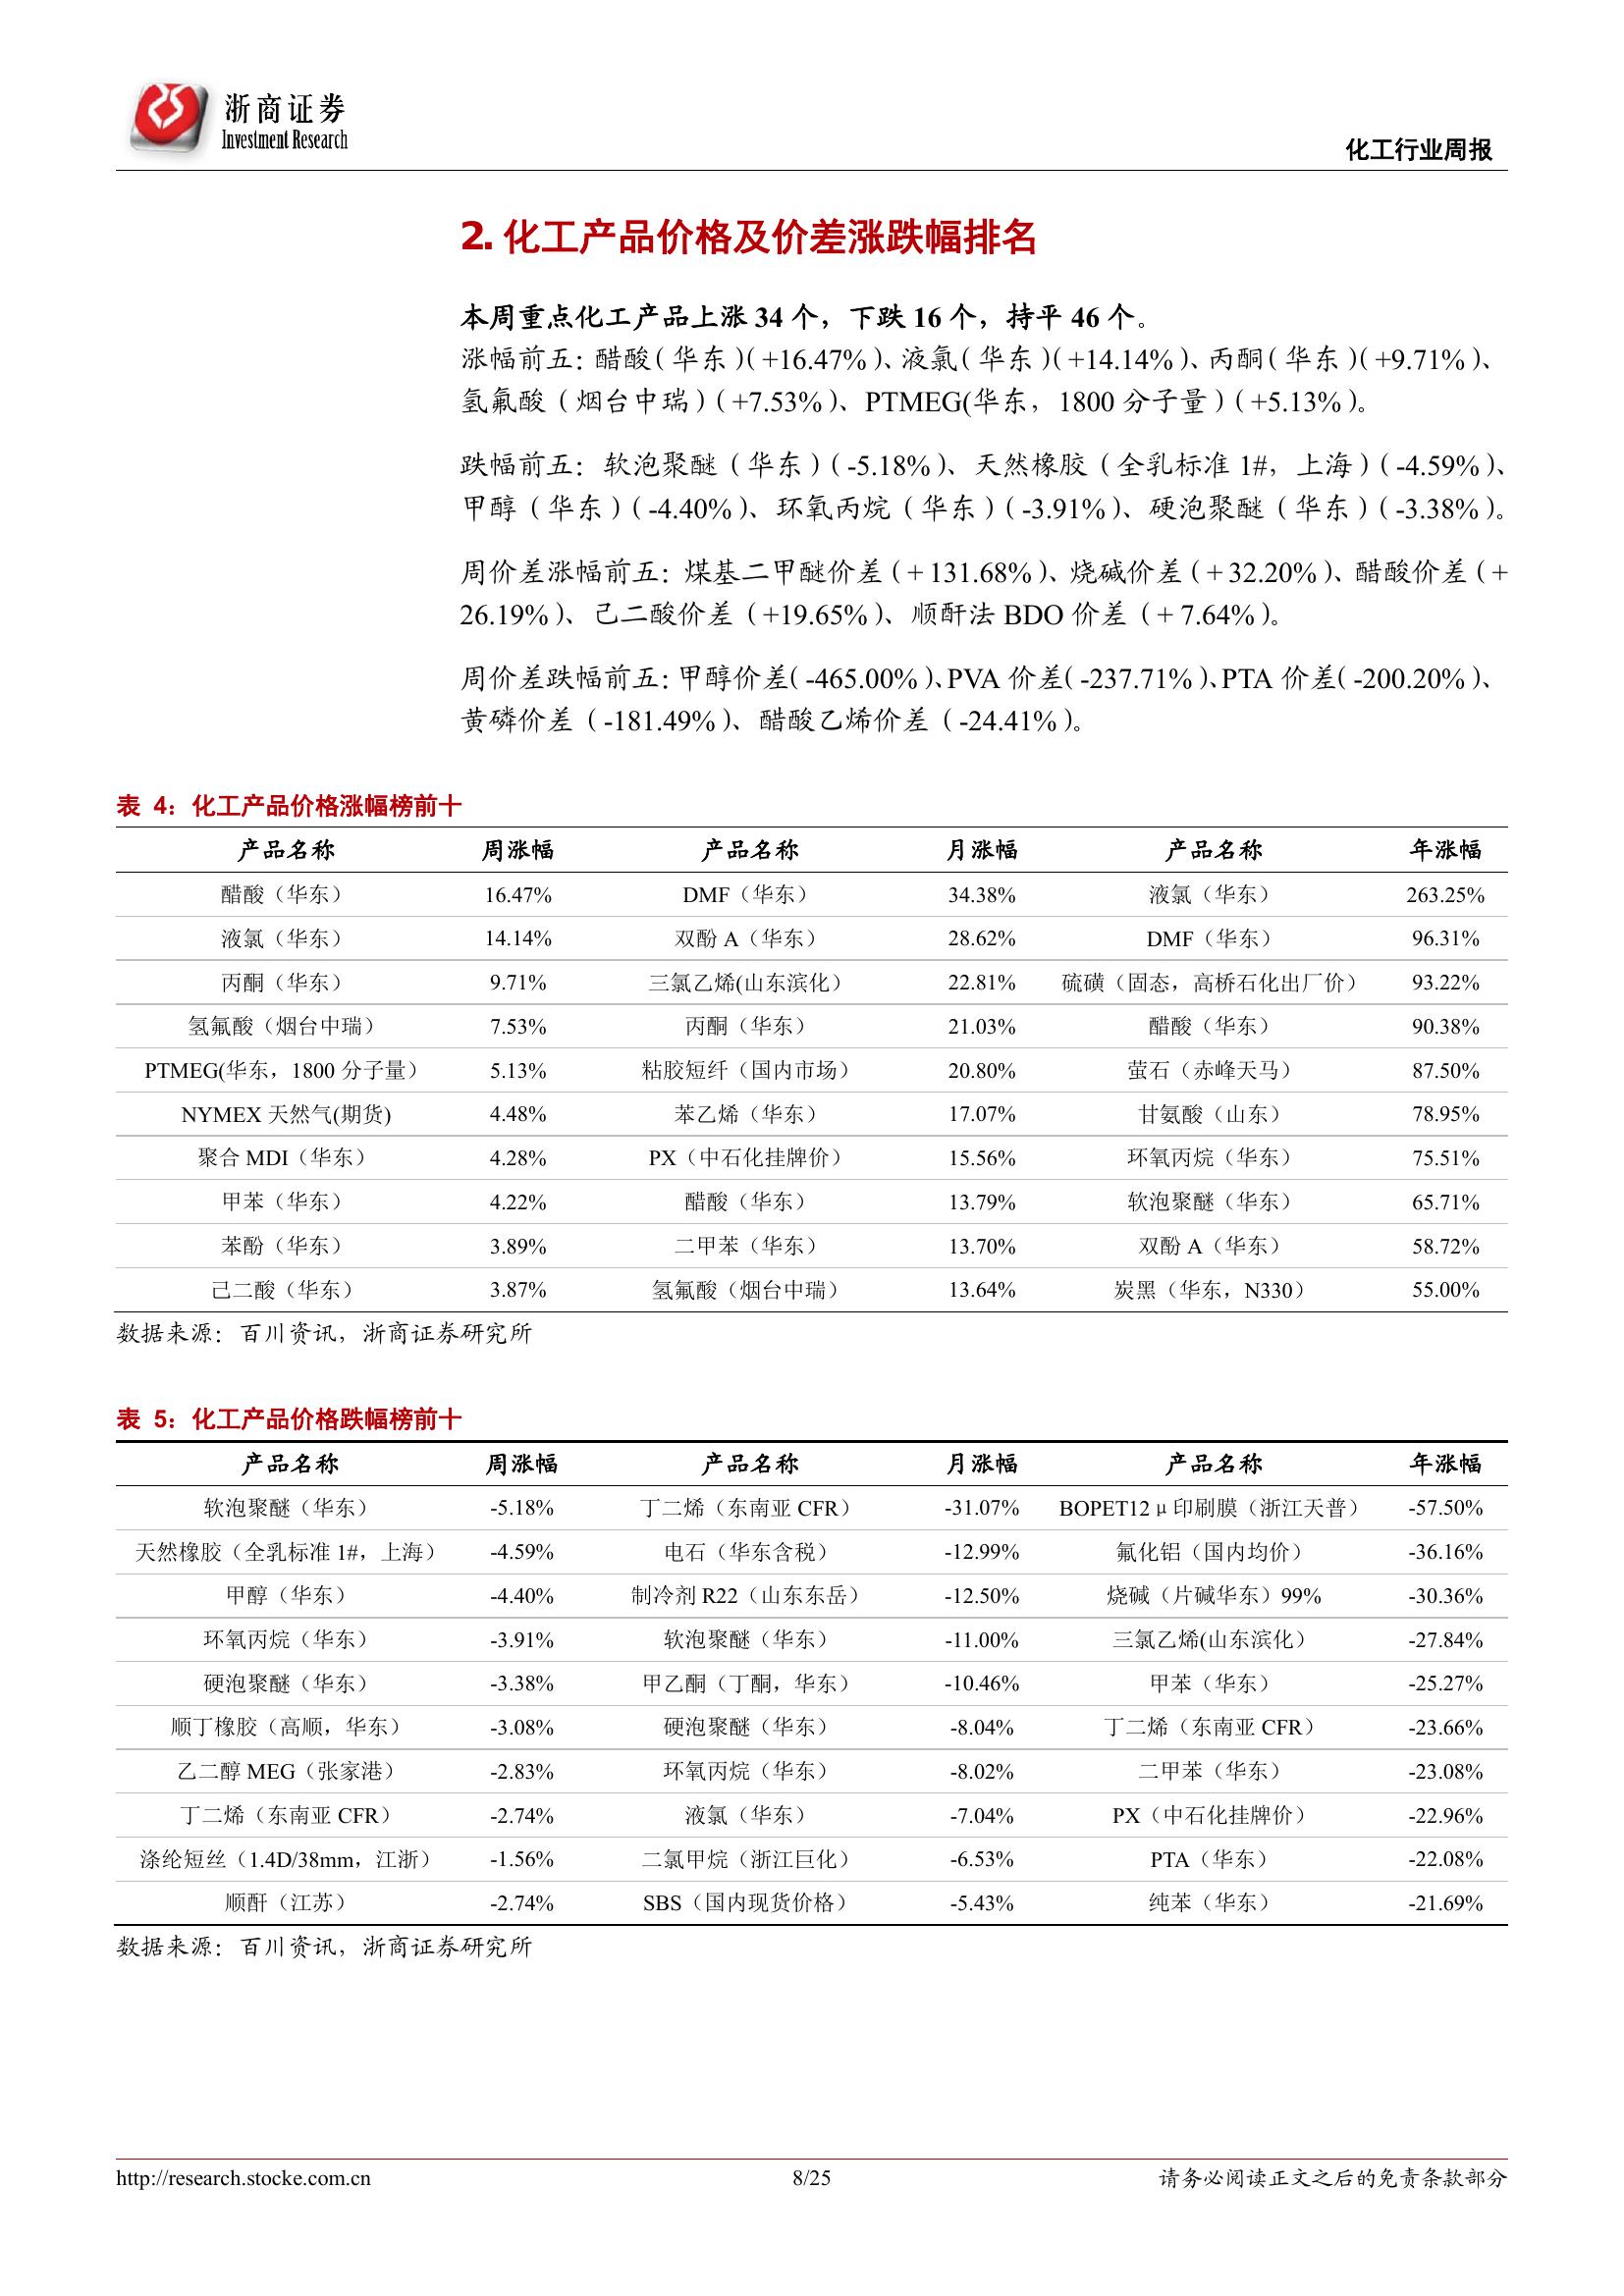 浙商证券
Investment Research
化工行业周报
2. 化工产品价格及价差涨跌幅排名
本周重点化工产品上涨 34 个，下跌 16 个，持平 46 个。
涨幅前五：醋酸（华东）（+16.47%）、液氯（华东）（+14.14%）、丙酮（华东）（+9.71%）、
氢氟酸（烟台中瑞）（+7.53%）、PTMEG(华东，1800 分子量）（+5.13%）。
跌幅前五：软泡聚醚（华东）（-5.18%）、天然橡胶（全乳标准 1#，上海）（-4.59%）、
甲醇（华东）（-4.40%）、环氧丙烷（华东）（-3.91%）、硬泡聚醚（华东）（-3.38%）。
周价差涨幅前五：煤基二甲醚价差（+ 131.68%）、烧碱价差（+ 32.20%）、醋酸价差（+
26.19%）、己二酸价差（+19.65%）、顺酐法 BDO 价差（+ 7.64%）。
周价差跌幅前五：甲醇价差（-465.00%）、PVA 价差（-237.71%）、PTA 价差（-200.20%）、
黄磷价差（-181.49%）、醋酸乙烯价差（-24.41%）。
表 4：化工产品价格涨幅榜前十
产品名称 周涨幅 产品名称 月涨幅 产品名称 年涨幅
醋酸（华东） 16.47% DMF（华东） 34.38% 液氯（华东） 263.25%
液氯（华东） 14.14% 双酚 A（华东） 28.62% DMF（华东） 96.31%
丙酮（华东） 9.71% 三氯乙烯(山东滨化） 22.81% 硫磺（固态，高桥石化出厂价） 93.22%
氢氟酸（烟台中瑞） 7.53% 丙酮（华东） 21.03% 醋酸（华东） 90.38%
PTMEG(华东，1800 分子量） 5.13% 粘胶短纤（国内市场） 20.80% 萤石（赤峰天马） 87.50%
NYMEX 天然气(期货) 4.48% 苯乙烯（华东） 17.07% 甘氨酸（山东） 78.95%
聚合 MDI（华东） 4.28% PX（中石化挂牌价） 15.56% 环氧丙烷（华东） 75.51%
甲苯（华东） 4.22% 醋酸（华东） 13.79% 软泡聚醚（华东） 65.71%
苯酚（华东） 3.89% 二甲苯（华东） 13.70% 双酚 A（华东） 58.72%
己二酸（华东） 3.87% 氢氟酸（烟台中瑞） 13.64% 炭黑（华东，N330） 55.00%
数据来源：百川资讯，浙商证券研究所
表 5：化工产品价格跌幅榜前十
产品名称 周涨幅 产品名称 月涨幅 产品名称 年涨幅
软泡聚醚（华东） -5.18% 丁二烯（东南亚 CFR） -31.07% BOPET12μ印刷膜（浙江天普） -57.50%
天然橡胶（全乳标准 1#，上海） -4.59% 电石（华东含税） -12.99% 氟化铝（国内均价） -36.16%
甲醇（华东） -4.40% 制冷剂 R22（山东东岳） -12.50% 烧碱（片碱华东）99% -30.36%
环氧丙烷（华东） -3.91% 软泡聚醚（华东） -11.00% 三氯乙烯(山东滨化） -27.84%
硬泡聚醚（华东） -3.38% 甲乙酮（丁酮，华东） -10.46% 甲苯（华东） -25.27%
顺丁橡胶（高顺，华东） -3.08% 硬泡聚醚（华东） -8.04% 丁二烯（东南亚 CFR） -23.66%
乙二醇 MEG（张家港） -2.83% 环氧丙烷（华东） -8.02% 二甲苯（华东） -23.08%
丁二烯（东南亚 CFR） -2.74% 液氯（华东） -7.04% PX（中石化挂牌价） -22.96%
涤纶短丝（1.4D/38mm，江浙） -1.56% 二氯甲烷（浙江巨化） -6.53% PTA（华东） -22.08%
顺酐（江苏） -2.74% SBS（国内现货价格） -5.43% 纯苯（华东） -21.69%
数据来源：百川资讯，浙商证券研究所
http://research.stocke.com.cn 8/25 请务必阅读正文之后的免责条款部分